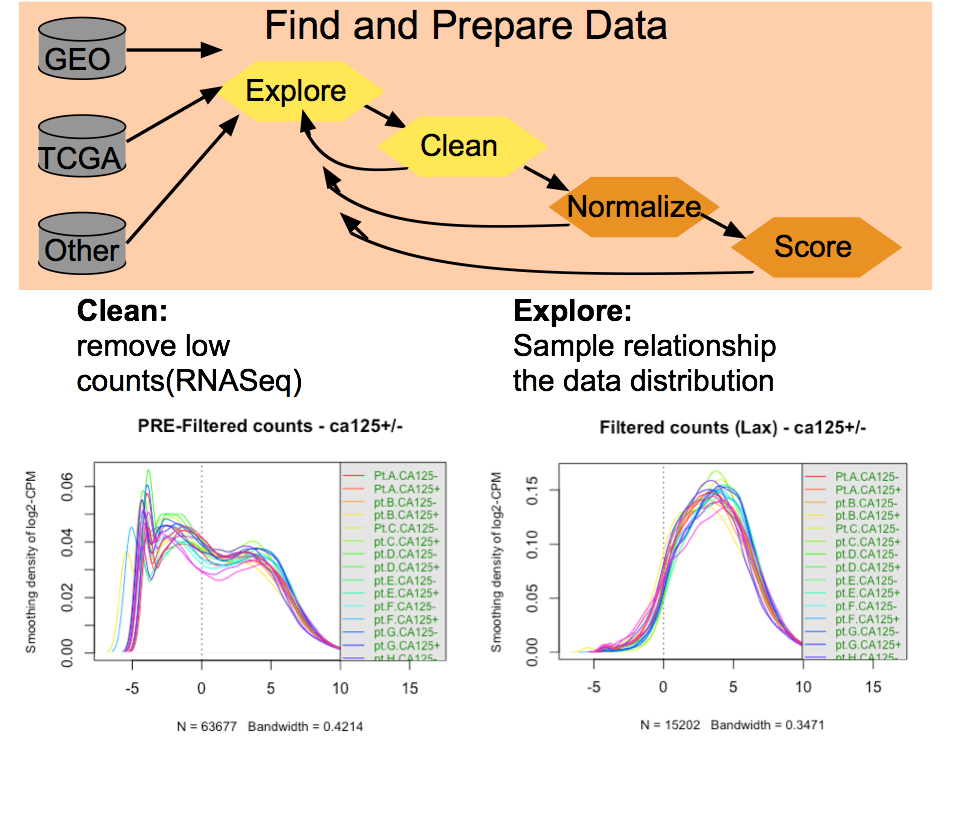 Find and Prepare Data
GEO
Explore
TCGA
Clean
Normalize
Other
Score
Clean:
remove low
counts(RNASeq)
Explore:
Sample relationship
the data distribution
PRE-Filtered counts - ca125+/-
Smoothing density of log2-CPM
0.06
0.04
0.02
0.00
-5
0
5
10
15
Pt.A.CA125-
Pt.A.CA125+
pt.B.CA125-
pt.B.CA125+
Pt.C.CA125-
pt.C.CA125+
pt.D.CA125-
pt.D.CA125+
pt.E.CA125-
pt.E.CA125+
pt.F.CA125-
pt.F.CA125+
pt.G.CA125-
pt.G.CA125+
pt.H.CA125-
N = 63677 Bandwidth = 0.4214
Filtered counts (Lax) - ca125+/-
Smoothing density of log2-CPM
0.15
0.10
0.05
0.00
-5
0
5
10
15
Pt.A.CA125-
Pt.A.CA125+
pt.B.CA125-
pt.B.CA125+
Pt.C.CA125-
pt.C.CA125+
pt.D.CA125-
pt.D.CA125+
pt.E.CA125-
pt.E.CA125+
pt.F.CA125-
pt.F.CA125+
pt.G.CA125-
pt.G.CA125+
pt.H.CA125-
N = 15202 Bandwidth = 0.3471